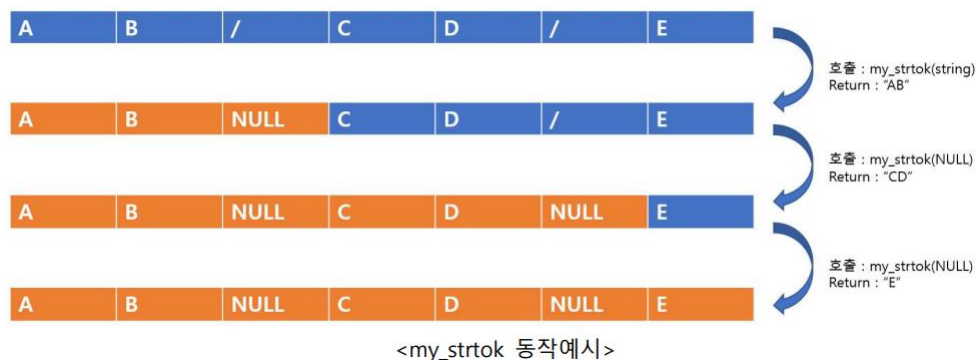 A B / C D / E
호출 : my_strtok(string)
Return : "AB"
A B NULL C D / E
호출 : my_strtok(NULL)
Return : "CD"
A B NULL C D NULL E
호출 : my_strtok(NULL)
Return : "E"
A B NULL C D NULL E
<my_strtok 동작예시>